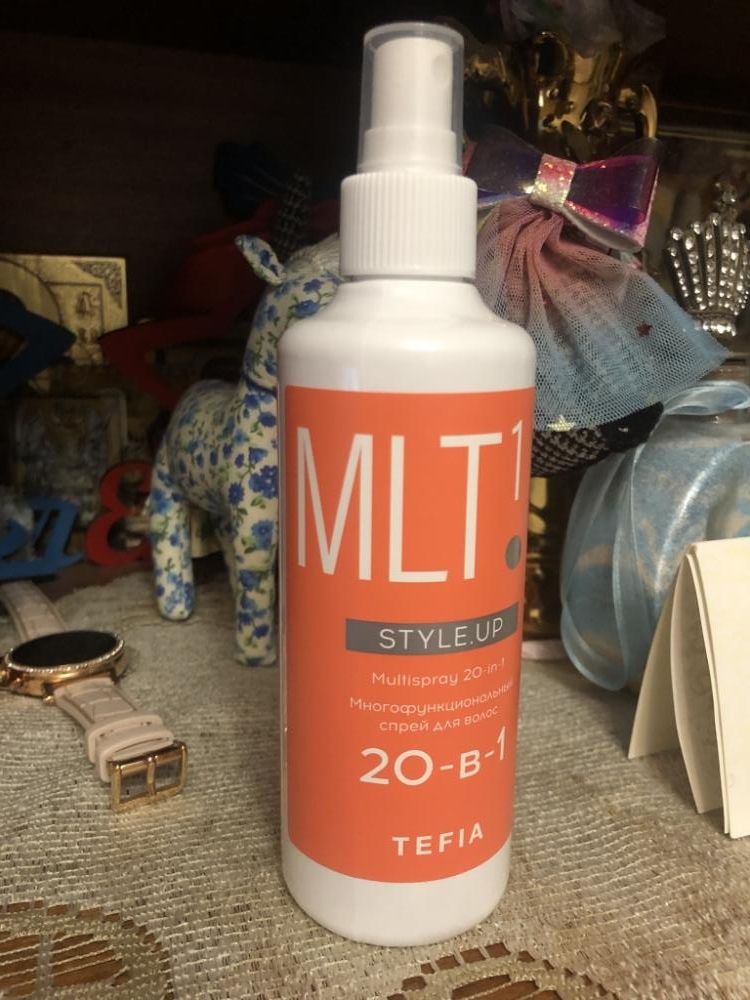 MLT.1
STYLE.UP
Multispray 20-in-1
Многофункциональный
спрей для волос
20-в-1
TEFIA